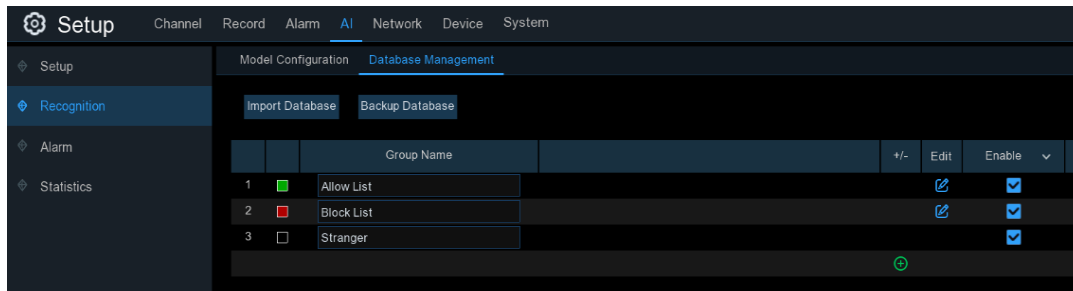 Setup Channel Record Alarm AI Network Device System
Setup
Recognition
Alarm
Statistics
Model Configuration Database Management
Import Database Backup Database
Group Name +/- Edit Enable
1 Allow List
2 Block List
3 Stranger